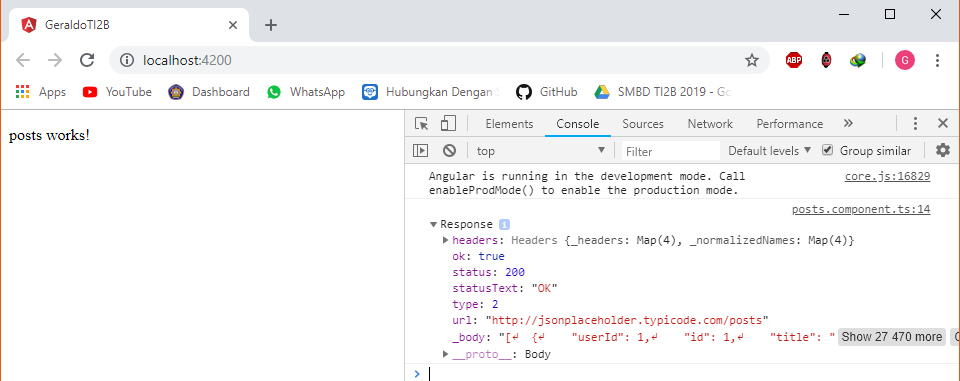 GeraldoTI2B
localhost:4200
ABP
G
Apps YouTube Dashboard WhatsApp Hubungkan Dengan GitHub SMBD TI2B 2019 - Go
posts works!
Elements Console Sources Network Performance
top Filter Default levels Group similar
Angular is running in the development mode. Call core.js:16829
enableProdMode() to enable the production mode.
posts.component.ts:14
Response i
headers: Headers {_headers: Map(4), _normalizedNames: Map(4)}
ok: true
status: 200
statusText: "OK"
type: 2
url: "http://jsonplaceholder.typicode.com/posts"
_body: "[↵ {↵ "userId": 1,↵ "id": 1,↵ "title": " Show 27 470 more
__proto__: Body